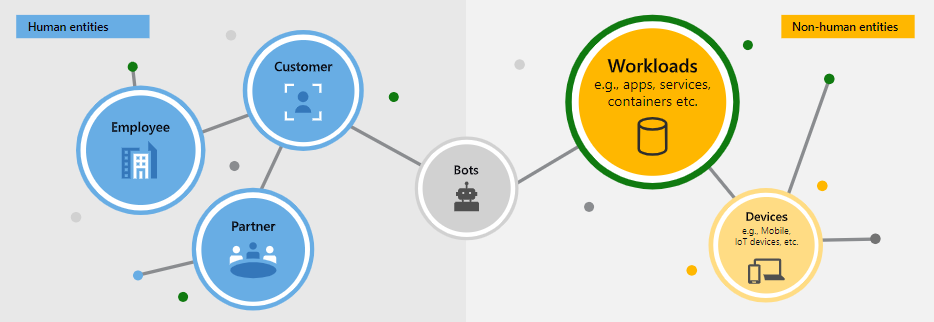 Human entities
Non-human entities
Customer
Employee
Partner
Bots
Workloads
e.g., apps, services,
containers etc.
Devices
e.g., Mobile,
IoT devices, etc.